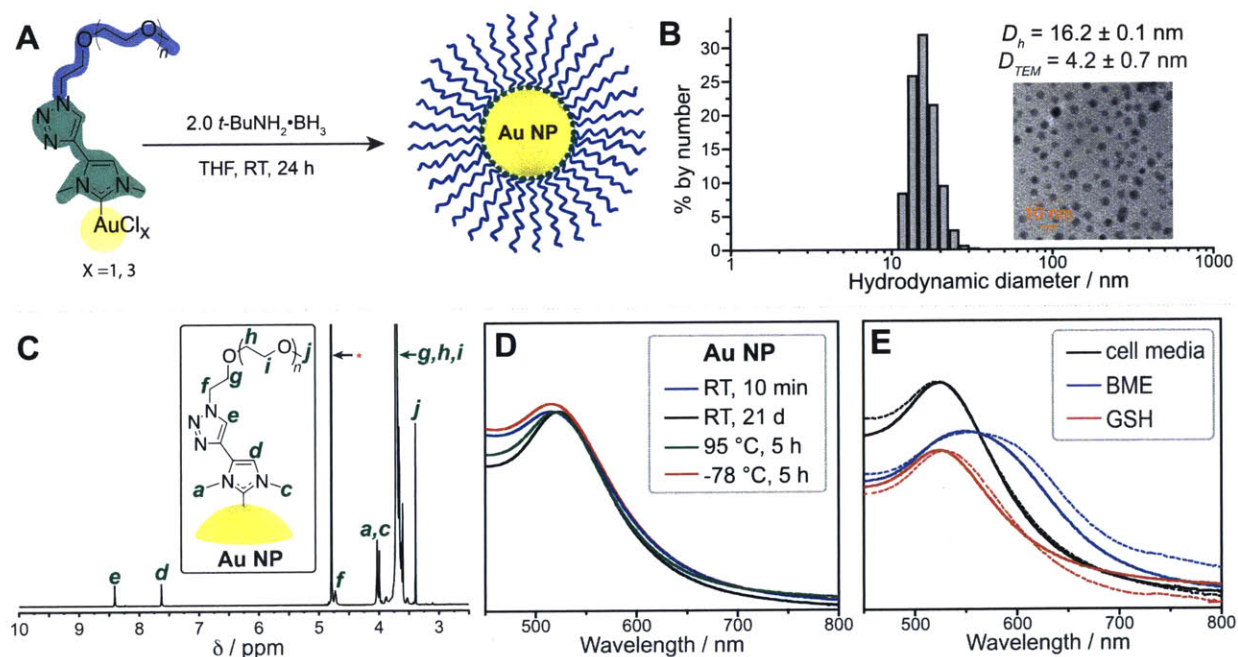 A
O
O
n
N
N
N
N
N
AuClₓ
X =1, 3
2.0 t-BuNH₂•BH₃
THF, RT, 24 h
Au NP
B
Dₕ = 16.2 ± 0.1 nm
D_TEM = 4.2 ± 0.7 nm
10 nm
% by number
30
25
20
15
10
5
0
1
10
100
1000
Hydrodynamic diameter / nm
C
h
O
O
j
g
i
n
f
N
e
N
N
d
a
N
N
c
Au NP
*
g,h,i
j
a,c
e
d
f
10
9
8
7
6
5
4
3
δ / ppm
D
Au NP
RT, 10 min
RT, 21 d
95 °C, 5 h
-78 °C, 5 h
500
600
700
800
Wavelength / nm
E
cell media
BME
GSH
500
600
700
800
Wavelength / nm